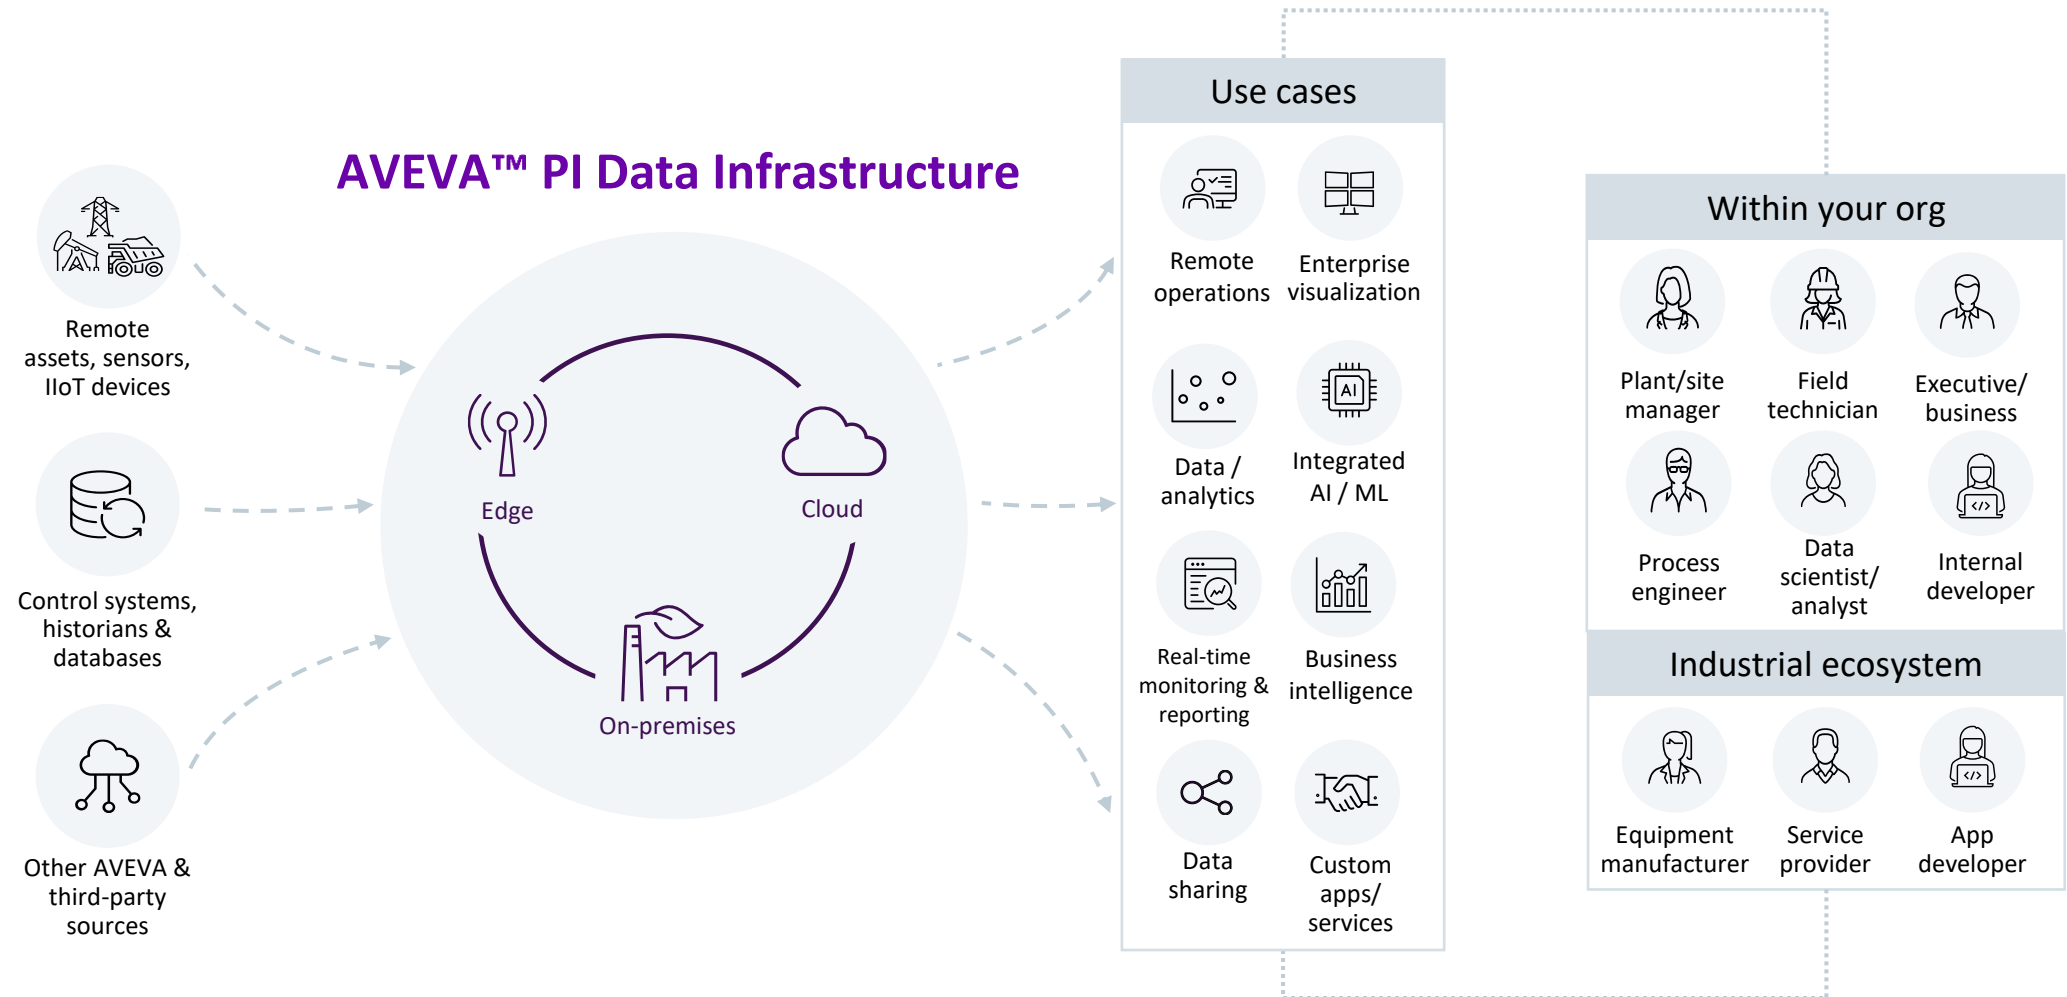 AVEVA™ PI Data Infrastructure
Remote
assets, sensors,
IIoT devices
Control systems,
historians &
databases
Other AVEVA &
third-party
sources
Edge
Cloud
On-premises
Use cases
Remote
operations
Enterprise
visualization
Data /
analytics
AI
Integrated
AI / ML
Real-time
monitoring &
reporting
Business
intelligence
Data
sharing
Custom
apps/
services
Within your org
Plant/site
manager
Field
technician
Executive/
business
Process
engineer
Data
scientist/
analyst
</>
Internal
developer
Industrial ecosystem
Equipment
manufacturer
Service
provider
</>
App
developer